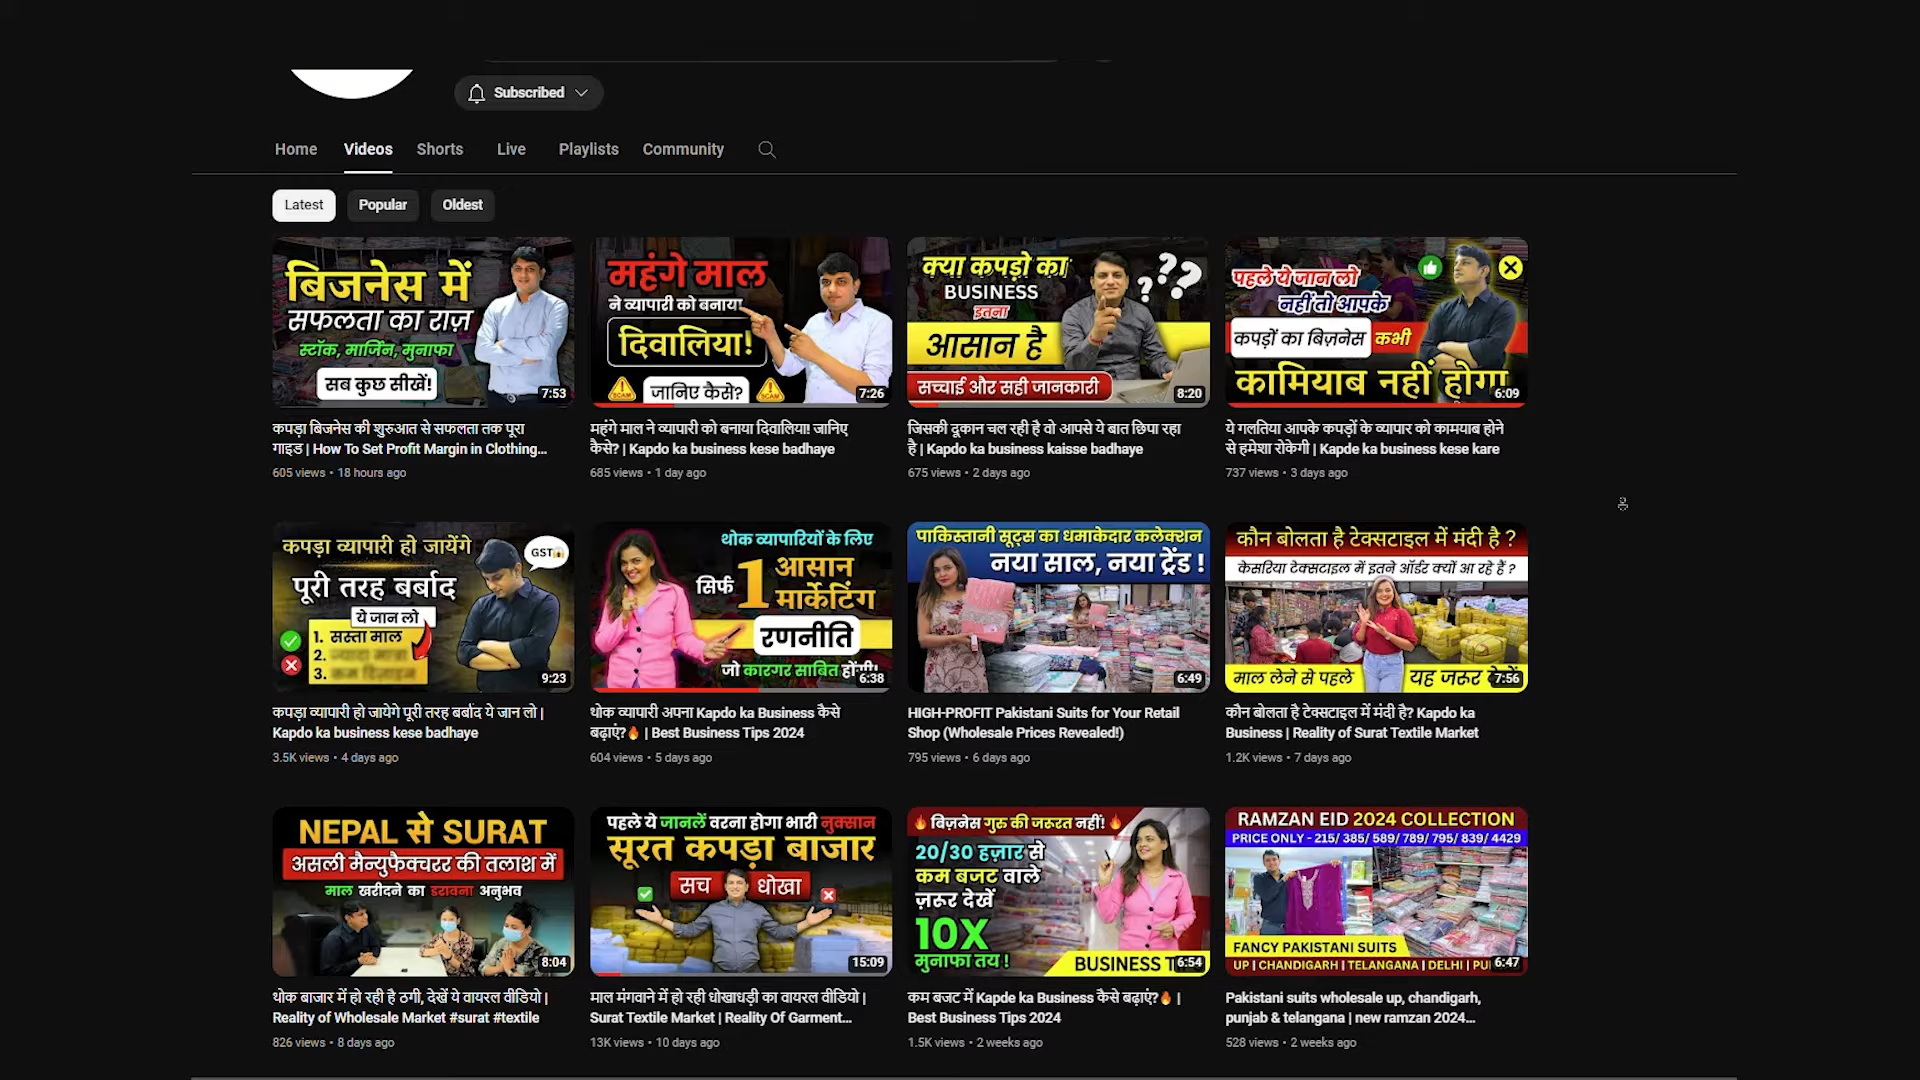 Subscribed
Home Videos Shorts Live Playlists Community
Latest Popular Oldest
बिजनेस में
सफलता का राज़
स्टॉक, मार्जिन, मुनाफा
सब कुछ सीखें!
7:53
महंगे माल
ने व्यापारी को बनाया
दिवालिया!
SCAM जानिए कैसे? SCAM
7:26
क्या कपड़ो का
BUSINESS
इतना
आसान है
सच्चाई और सही जानकारी
8:20
पहले ये जान लो
नहीं तो आपके
कपड़ों का बिज़नेस कभी
कामियाब नहीं होगा
6:09
कपड़ा बिजनेस की शुरुआत से सफलता तक पूरा
गाइड | How To Set Profit Margin in Clothing...
605 views • 18 hours ago
महंगे माल ने व्यापारी को बनाया दिवालिया! जानिए
कैसे? | Kapdo ka business kese badhaye
685 views • 1 day ago
जिसकी दूकान चल रही है वो आपसे ये बात छिपा रहा
है | Kapdo ka business kaisse badhaye
675 views • 2 days ago
ये गलतिया आपके कपड़ों के व्यापार को कामयाब होने
से हमेशा रोकेगी | Kapde ka business kese kare
737 views • 3 days ago
कपड़ा व्यापारी हो जायेंगे
GST
पूरी तरह बर्बाद
ये जान लो
1. सस्ता माल
2.
3.
9:23
थोक व्यापारियों के लिए
सिर्फ 1 आसान
मार्केटिंग
रणनीति
जो कारगर साबित होंगी!
6:38
पाकिस्तानी सूट्स का धमाकेदार कलेक्शन
नया साल, नया ट्रेंड !
6:49
कौन बोलता है टेक्सटाइल में मंदी है ?
केसरिया टेक्सटाइल में इतने ऑर्डर क्यों आ रहे हैं ?
माल लेने से पहले यह जरूर
7:56
कपड़ा व्यापारी हो जायेगे पूरी तरह बर्बाद ये जान लो |
Kapdo ka business kese badhaye
3.5K views • 4 days ago
थोक व्यापारी अपना Kapdo ka Business कैसे
बढ़ाएं?🔥 | Best Business Tips 2024
604 views • 5 days ago
HIGH-PROFIT Pakistani Suits for Your Retail
Shop (Wholesale Prices Revealed!)
795 views • 6 days ago
कौन बोलता है टेक्सटाइल में मंदी है? Kapdo ka
Business | Reality of Surat Textile Market
1.2K views • 7 days ago
NEPAL से SURAT
असली मैन्युफैक्चरर की तलाश में
माल खरीदने का डरावना अनुभव
8:04
पहले ये जानलें वरना होगा भारी नुक्सान
सूरत कपड़ा बाजार
सच धोखा
15:09
🔥 बिज़नेस गुरु की जरूरत नहीं! 🔥
20/30 हज़ार से
कम बजट वाले
ज़रूर देखें
10X
मुनाफा तय !
BUSINESS T
6:54
RAMZAN EID 2024 COLLECTION
PRICE ONLY - 215/ 385/ 589/ 789/ 795/ 839/ 4429
FANCY PAKISTANI SUITS
UP | CHANDIGARH | TELANGANA | DELHI | PU
6:47
थोक बाजार में हो रही है ठगी, देखें ये वायरल वीडियो |
Reality of Wholesale Market #surat #textile
826 views • 8 days ago
माल मंगवाने में हो रही धोखाधड़ी का वायरल वीडियो |
Surat Textile Market | Reality Of Garment...
13K views • 10 days ago
कम बजट में Kapde ka Business कैसे बढ़ाएं?🔥 |
Best Business Tips 2024
1.5K views • 2 weeks ago
Pakistani suits wholesale up, chandigarh,
punjab & telangana | new ramzan 2024...
528 views • 2 weeks ago